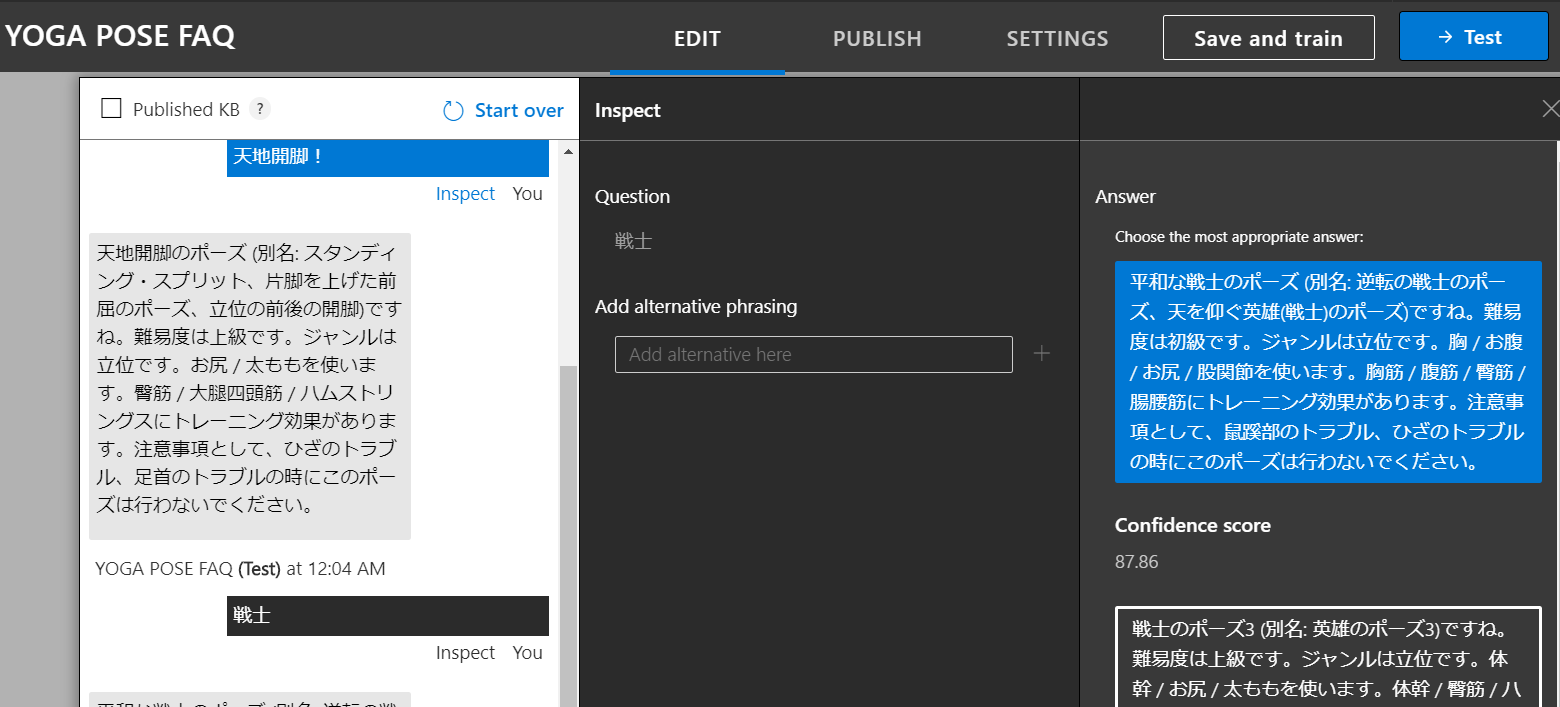 YOGA POSE FAQ
EDIT
PUBLISH
SETTINGS
Save and train
→ Test
Published KB ?
Start over
天地開脚！
Inspect You
天地開脚のポーズ (別名: スタンディ
ング・スプリット、片脚を上げた前
屈のポーズ、立位の前後の開脚)です
ね。難易度は上級です。ジャンルは
立位です。お尻 / 太ももを使いま
す。臀筋 / 大腿四頭筋 / ハムストリ
ングスにトレーニング効果がありま
す。注意事項として、ひざのトラブ
ル、足首のトラブルの時にこのポー
ズは行わないでください。
YOGA POSE FAQ (Test) at 12:04 AM
戦士
Inspect You
平和な戦士のポーズ (別名: 逆転の戦
Inspect
Question
戦士
Add alternative phrasing
Add alternative here
Answer
Choose the most appropriate answer:
平和な戦士のポーズ (別名: 逆転の戦士のポー
ズ、天を仰ぐ英雄(戦士)のポーズ)ですね。難易
度は初級です。ジャンルは立位です。胸 / お腹
/ お尻 / 股関節を使います。胸筋 / 腹筋 / 臀筋 /
腸腰筋にトレーニング効果があります。注意事
項として、鼠蹊部のトラブル、ひざのトラブル
の時にこのポーズは行わないでください。
Confidence score
87.86
戦士のポーズ3 (別名: 英雄のポーズ3)ですね。
難易度は上級です。ジャンルは立位です。体
幹 / お尻 / 太ももを使います。体幹 / 臀筋 / ハ